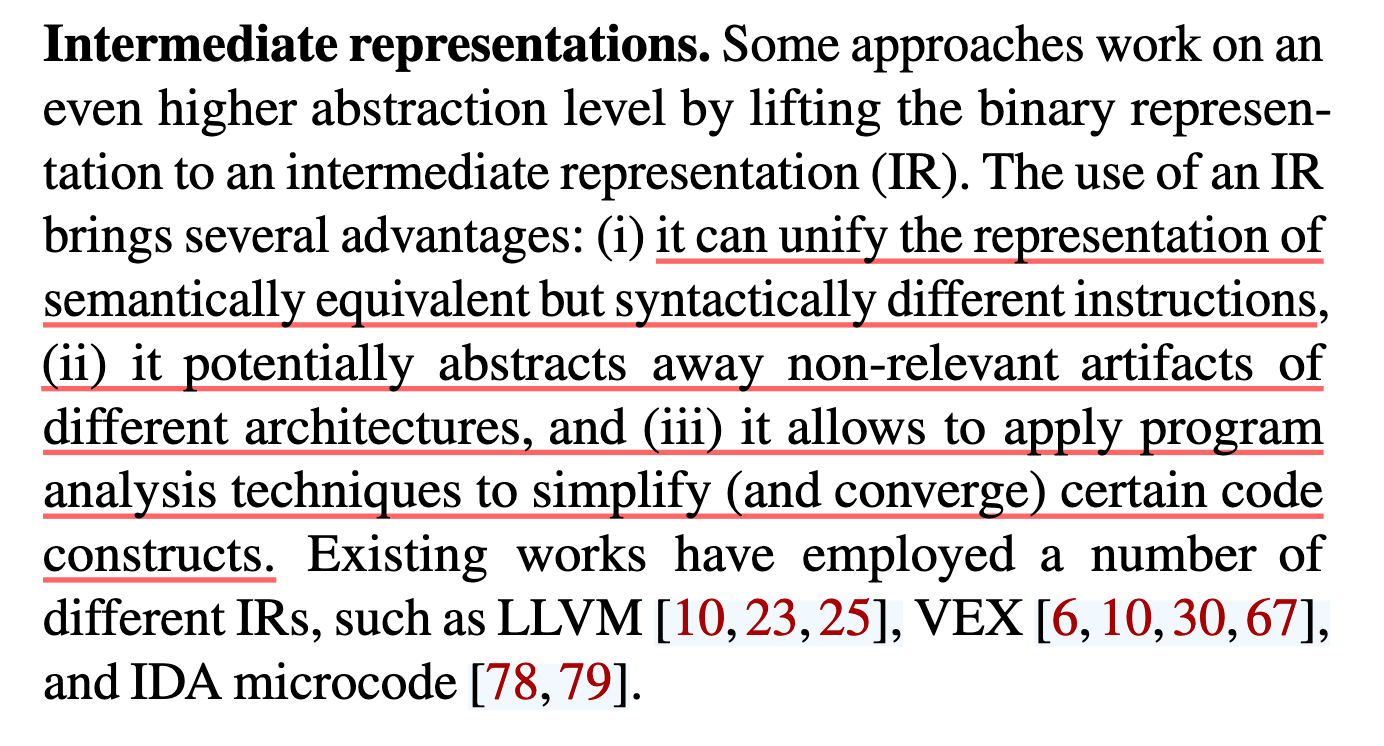 Intermediate representations. Some approaches work on an
even higher abstraction level by lifting the binary represen-
tation to an intermediate representation (IR). The use of an IR
brings several advantages: (i) it can unify the representation of
semantically equivalent but syntactically different instructions,
(ii) it potentially abstracts away non-relevant artifacts of
different architectures, and (iii) it allows to apply program
analysis techniques to simplify (and converge) certain code
constructs. Existing works have employed a number of
different IRs, such as LLVM [10, 23, 25], VEX [6, 10, 30, 67],
and IDA microcode [78, 79].